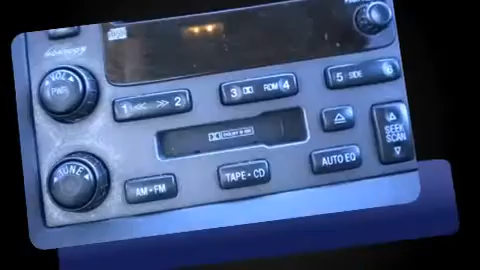 VOL
PWR
1 << >> 2
3 RDM 4
5 SIDE 6
DOLBY B NR
SEEK
SCAN
TUNE
AM•FM
TAPE•CD
AUTO EQ